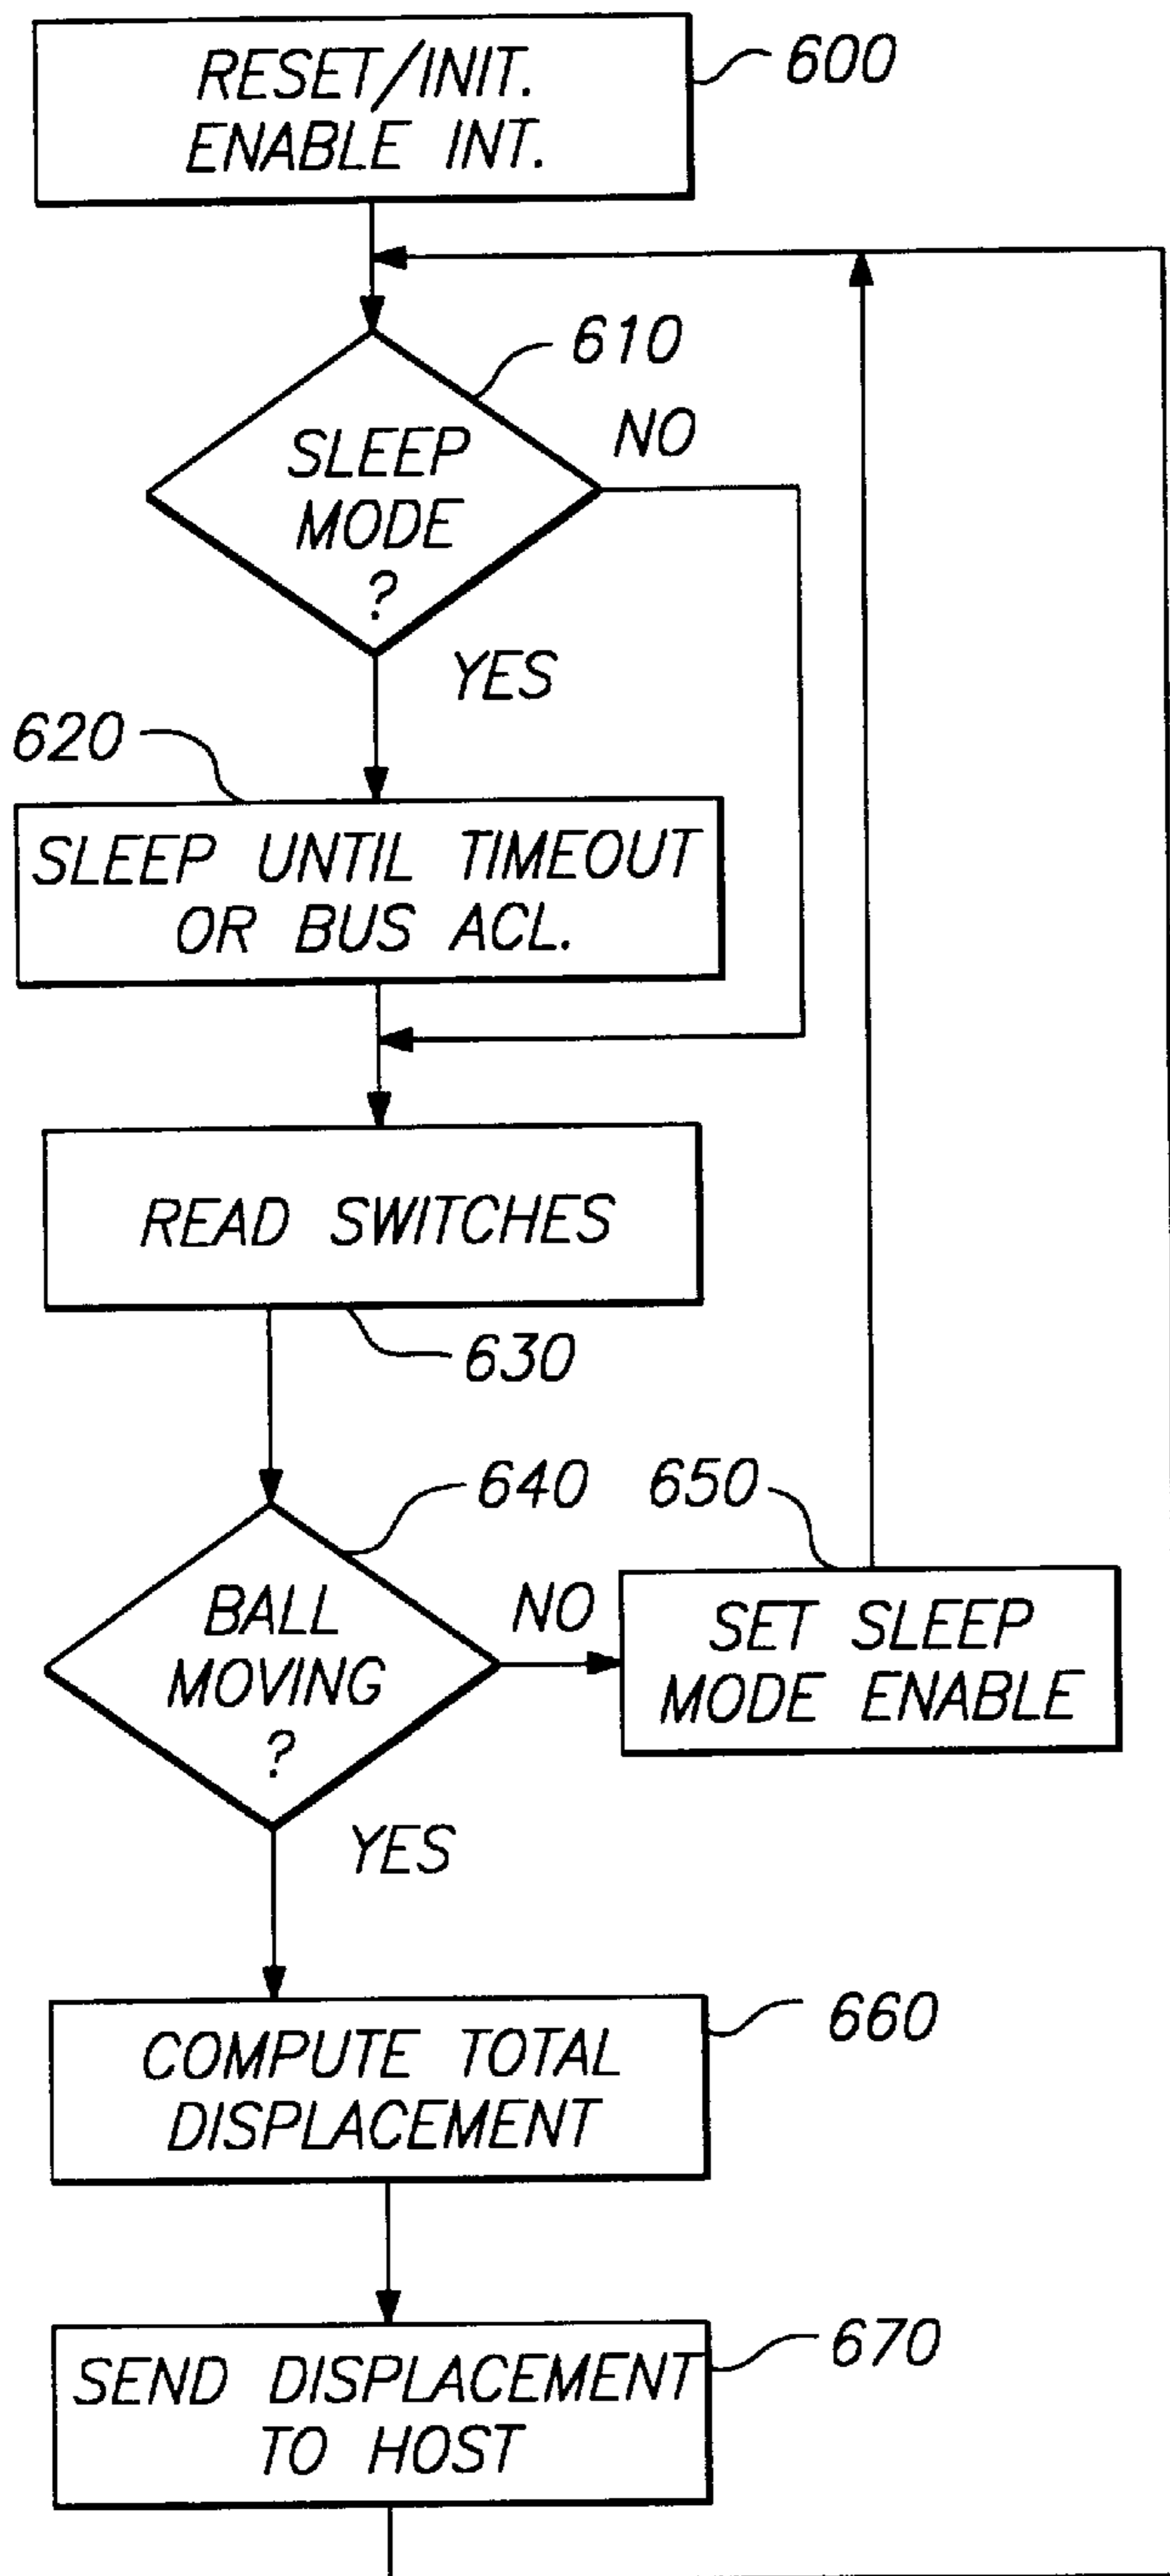 RESET/INIT.
ENABLE INT.
600
610
SLEEP
MODE
?
NO
YES
620
SLEEP UNTIL TIMEOUT
OR BUS ACL.
READ SWITCHES
630
640
BALL
MOVING
?
NO
650
SET SLEEP
MODE ENABLE
YES
COMPUTE TOTAL
DISPLACEMENT
660
SEND DISPLACEMENT
TO HOST
670